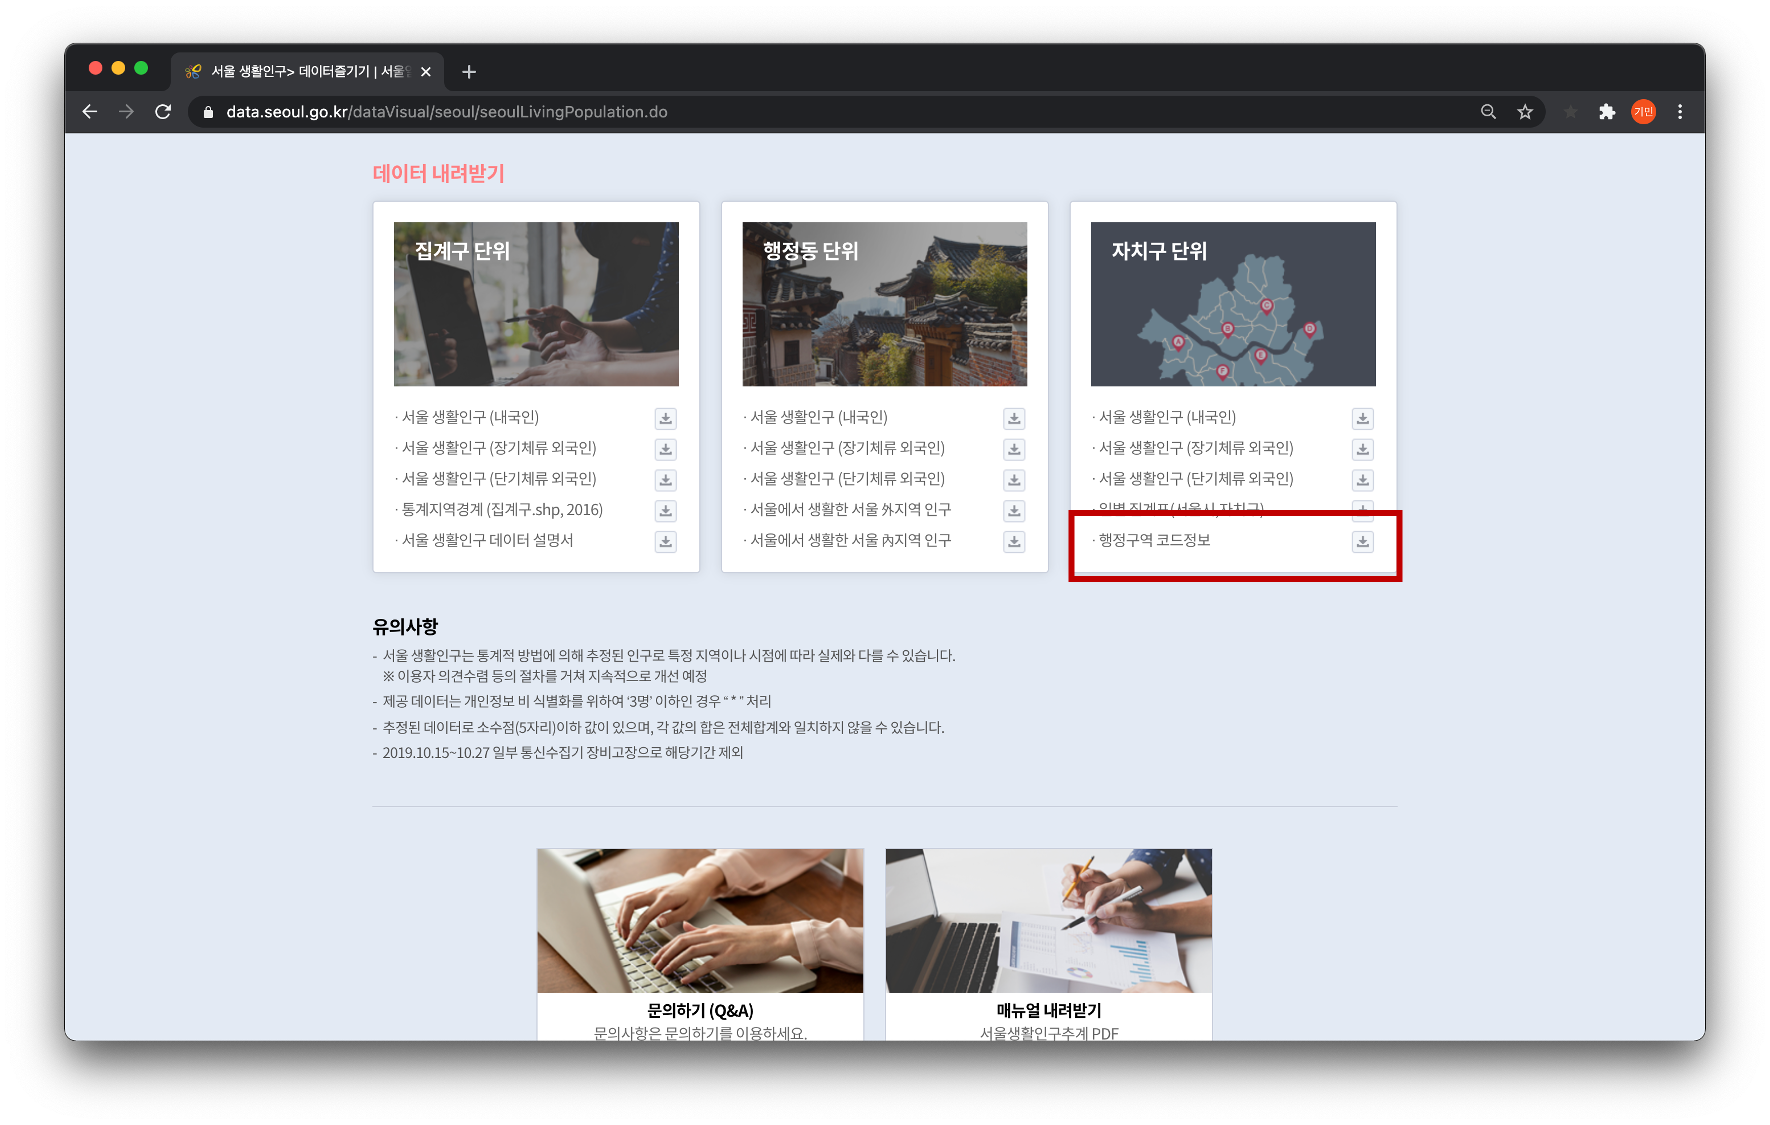 서울 생활인구> 데이터즐기기 | 서울
data.seoul.go.kr/dataVisual/seoul/seoulLivingPopulation.do
기민
데이터 내려받기
집계구 단위
· 서울 생활인구 (내국인)
· 서울 생활인구 (장기체류 외국인)
· 서울 생활인구 (단기체류 외국인)
· 통계지역경계 (집계구.shp, 2016)
· 서울 생활인구 데이터 설명서
행정동 단위
· 서울 생활인구 (내국인)
· 서울 생활인구 (장기체류 외국인)
· 서울 생활인구 (단기체류 외국인)
· 서울에서 생활한 서울 外지역 인구
· 서울에서 생활한 서울 內지역 인구
자치구 단위
C
B
D
A
E
F
· 서울 생활인구 (내국인)
· 서울 생활인구 (장기체류 외국인)
· 서울 생활인구 (단기체류 외국인)
· 일별 집계표(서울시,자치구)
· 행정구역 코드정보
유의사항
- 서울 생활인구는 통계적 방법에 의해 추정된 인구로 특정 지역이나 시점에 따라 실제와 다를 수 있습니다.
※ 이용자 의견수렴 등의 절차를 거쳐 지속적으로 개선 예정
- 제공 데이터는 개인정보 비 식별화를 위하여 ‘3명’ 이하인 경우 “ * ” 처리
- 추정된 데이터로 소수점(5자리)이하 값이 있으며, 각 값의 합은 전체합계와 일치하지 않을 수 있습니다.
- 2019.10.15~10.27 일부 통신수집기 장비고장으로 해당기간 제외
문의하기 (Q&A)
문의사항은 문의하기를 이용하세요.
매뉴얼 내려받기
서울생활인구추계 PDF